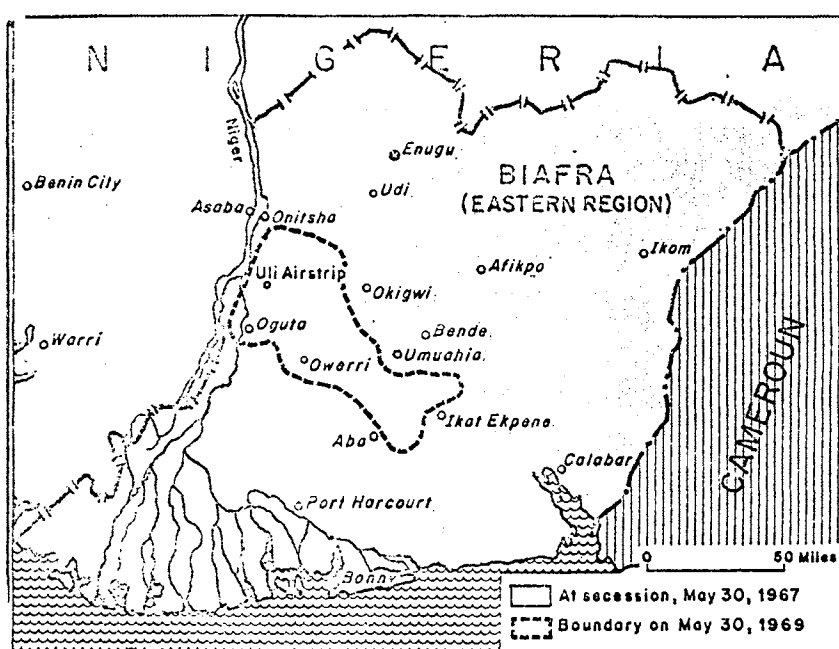 NIGERIA
Niger
Enugu
Benin City
BIAFRA
(EASTERN REGION)
Udi
Asaba
Onitsha
Ikom
Uli Airstrip
Afikpo
Okigwi
Oguta
Bende
Warri
Owerri
Umuahia
Ikat Ekpene
Aba
Calabar
CAMEROUN
Port Harcourt
Bonny
0 50 Miles
At secession, May 30, 1967
Boundary on May 30, 1969